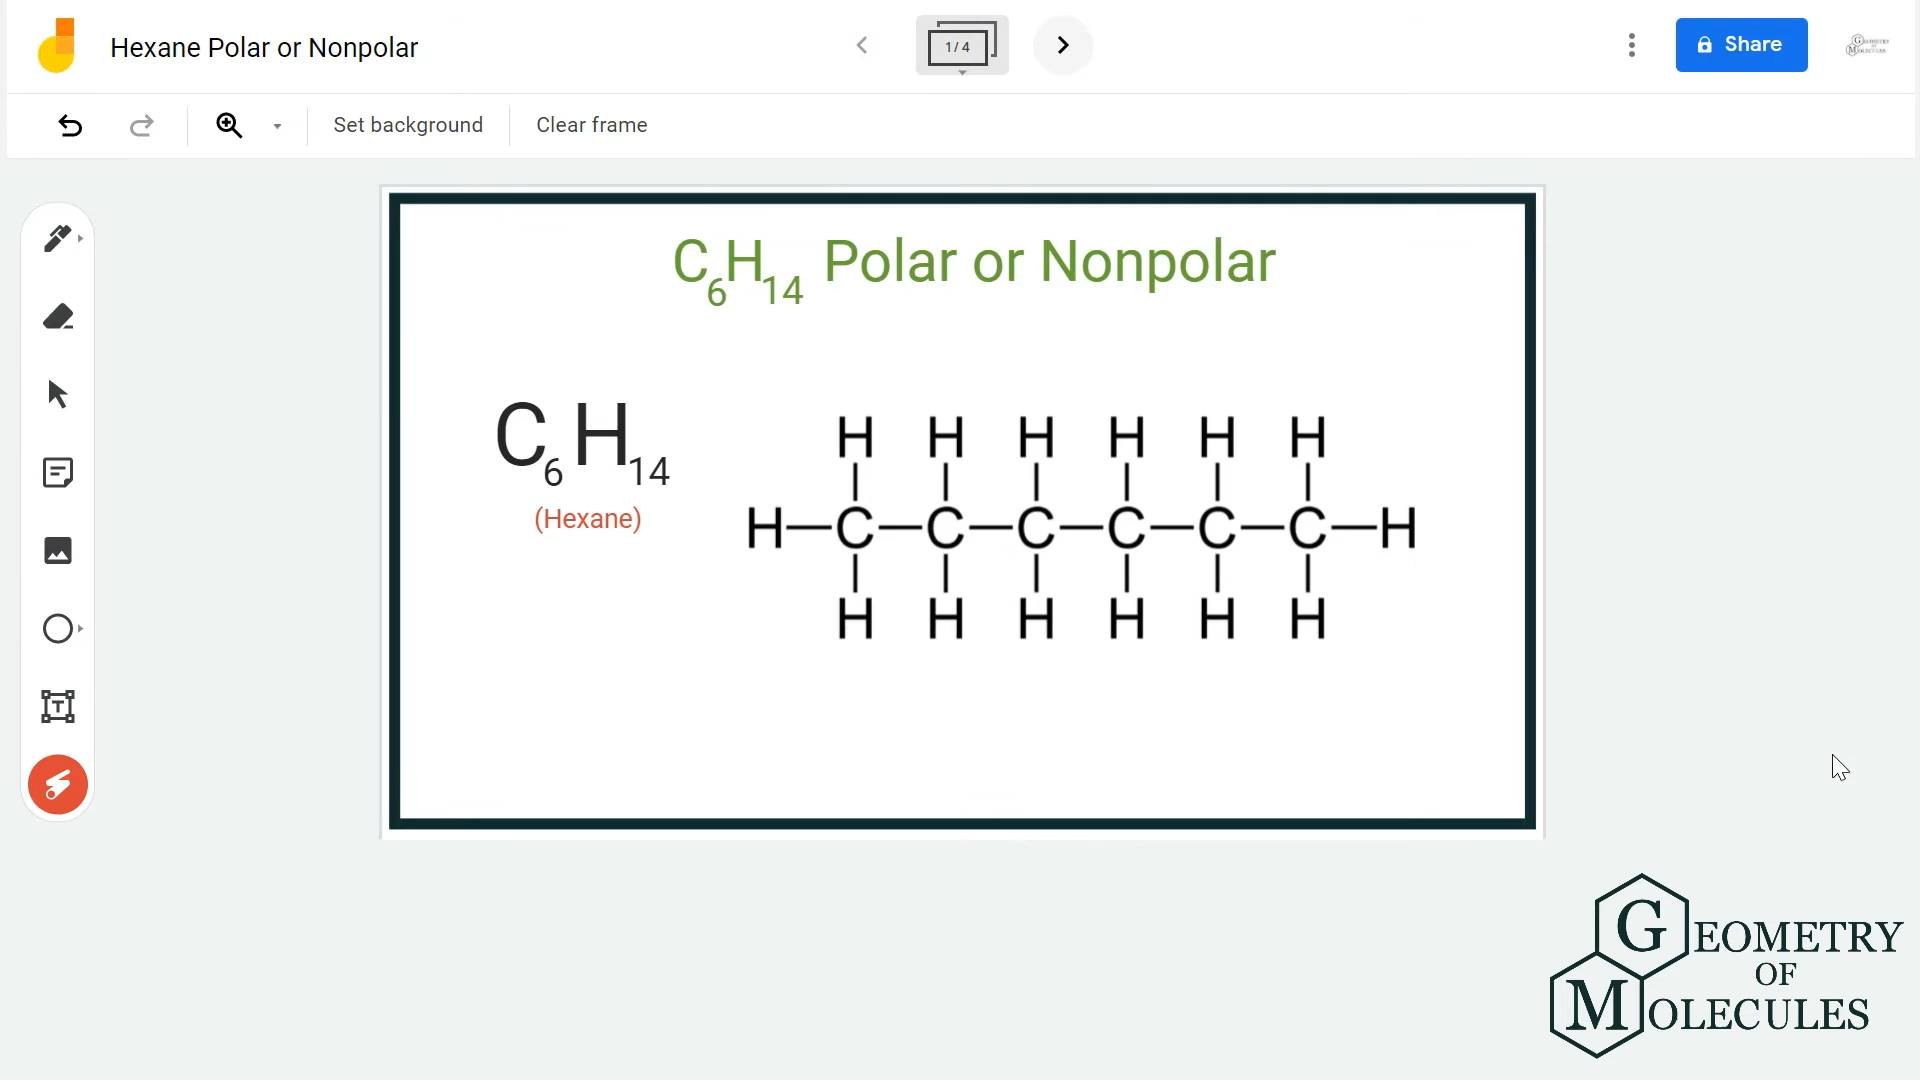 Hexane Polar or Nonpolar
1/4
Share
Set background
Clear frame
C6H14 Polar or Nonpolar
C6H14
(Hexane)
H H H H H H
H—C—C—C—C—C—C—H
H H H H H H
GEOMETRY
OF
MOLECULES